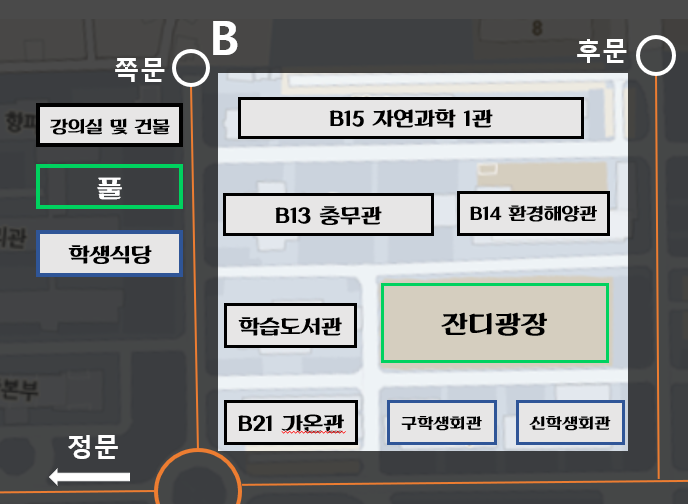 B
8
쪽문
후문
향파
강의실 및 건물
B15 자연과학 1관
풀
B13 충무관
B14 환경해양관
학생식당
학습도서관
잔디광장
본부
B21 가온관
구학생회관
신학생회관
정문